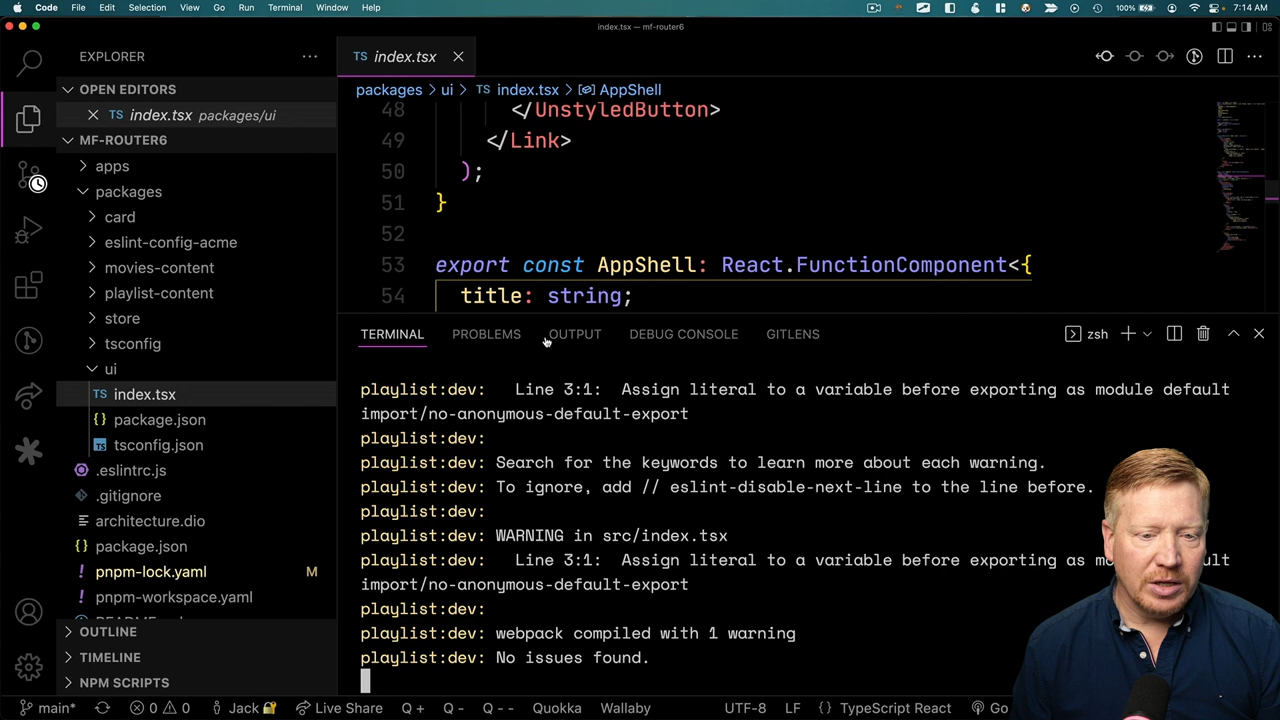 Code File Edit Selection View Go Run Terminal Window Help 100% 7:14 AM
index.tsx — mf-router6
EXPLORER
OPEN EDITORS
TS index.tsx packages/ui
MF-ROUTER6
apps
packages
card
eslint-config-acme
movies-content
playlist-content
store
tsconfig
ui
TS index.tsx
{} package.json
TS tsconfig.json
.eslintrc.js
.gitignore
architecture.dio
{} package.json
! pnpm-lock.yaml M
! pnpm-workspace.yaml
OUTLINE
TIMELINE
NPM SCRIPTS
TS index.tsx
packages > ui > TS index.tsx > AppShell
48 </UnstyledButton>
49 </Link>
50 );
51 }
52
53 export const AppShell: React.FunctionComponent<{
54 title: string;
TERMINAL PROBLEMS OUTPUT DEBUG CONSOLE GITLENS zsh
playlist:dev: Line 3:1: Assign literal to a variable before exporting as module default
import/no-anonymous-default-export
playlist:dev:
playlist:dev: Search for the keywords to learn more about each warning.
playlist:dev: To ignore, add // eslint-disable-next-line to the line before.
playlist:dev:
playlist:dev: WARNING in src/index.tsx
playlist:dev: Line 3:1: Assign literal to a variable before exporting as
import/no-anonymous-default-export
playlist:dev:
playlist:dev: webpack compiled with 1 warning
playlist:dev: No issues found.
main* 0 0 Jack Live Share Q + Q - Q - - Quokka Wallaby UTF-8 LF {} TypeScript React Go